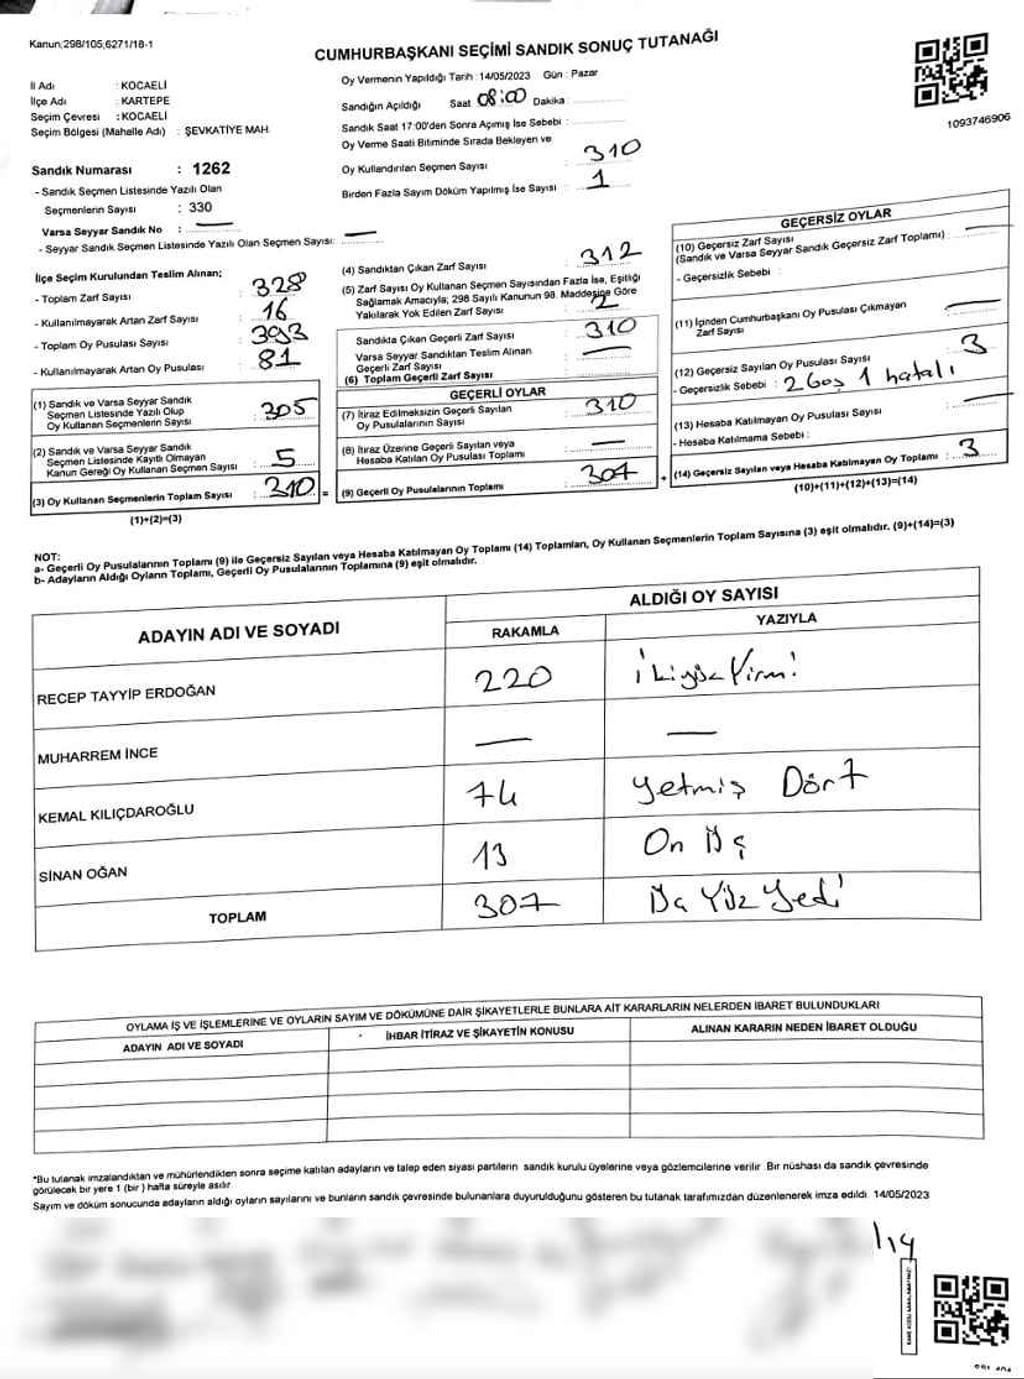 Kanun;298/105,6271/18-1
CUMHURBAŞKANI SEÇİMİ SANDIK SONUÇ TUTANAĞI
1093746906
İl Adı : KOCAELİ
İlçe Adı : KARTEPE
Seçim Çevresi : KOCAELİ
Seçim Bölgesi (Mahalle Adı) : ŞEVKATİYE MAH.
Oy Vermenin Yapıldığı Tarih : 14/05/2023 Gün : Pazar
Sandığın Açıldığı Saat 08:00 Dakika :
Sandık Saat 17:00'den Sonra Açımış İse Sebebi :
Oy Verme Saati Bitiminde Sırada Bekleyen ve
Oy Kullandırılan Seçmen Sayısı : 310
Birden Fazla Sayım Döküm Yapılmış İse Sayısı : 1
Sandık Numarası : 1262
- Sandık Seçmen Listesinde Yazılı Olan
Seçmenlerin Sayısı : 330
Varsa Seyyar Sandık No : —
- Seyyar Sandık Seçmen Listesinde Yazılı Olan Seçmen Sayısı: —
İlçe Seçim Kurulundan Teslim Alınan;
- Toplam Zarf Sayısı : 328
- Kullanılmayarak Artan Zarf Sayısı : 16
- Toplam Oy Pusulası Sayısı : 393
- Kullanılmayarak Artan Oy Pusulası : 81
(1) Sandık ve Varsa Seyyar Sandık
Seçmen Listesinde Yazılı Olup
Oy Kullanan Seçmenlerin Sayısı : 305
(2) Sandık ve Varsa Seyyar Sandık
Seçmen Listesinde Kayıtlı Olmayan
Kanun Gereği Oy Kullanan Seçmen Sayısı : 5
(3) Oy Kullanan Seçmenlerin Toplam Sayısı : 310 =
(1)+(2)=(3)
(4) Sandıktan Çıkan Zarf Sayısı : 312
(5) Zarf Sayısı Oy Kullanan Seçmen Sayısından Fazla İse, Eşitliği
Sağlamak Amacıyla; 298 Sayılı Kanunun 98. Maddesine Göre
Yakılarak Yok Edilen Zarf Sayısı : 2
Sandıkta Çıkan Geçerli Zarf Sayısı : 310
Varsa Seyyar Sandıktan Teslim Alınan
Geçerli Zarf Sayısı : —
(6) Toplam Geçerli Zarf Sayısı :
GEÇERLİ OYLAR
(7) İtiraz Edilmeksizin Geçerli Sayılan
Oy Pusulalarının Sayısı : 310
(8) İtiraz Üzerine Geçerli Sayılan veya
Hesaba Katılan Oy Pusulası Toplamı : —
(9) Geçerli Oy Pusulalarının Toplamı : 307 +
GEÇERSİZ OYLAR
(10) Geçersiz Zarf Sayısı
(Sandık ve Varsa Seyyar Sandık Geçersiz Zarf Toplamı) : —
- Geçersizlik Sebebi :
(11) İçinden Cumhurbaşkanı Oy Pusulası Çıkmayan
Zarf Sayısı : —
(12) Geçersiz Sayılan Oy Pusulası Sayısı : 3
- Geçersizlik Sebebi : 2 Boş 1 hatalı
(13) Hesaba Katılmayan Oy Pusulası Sayısı : —
- Hesaba Katılmama Sebebi :
(14) Geçersiz Sayılan veya Hesaba Katılmayan Oy Toplamı : 3
(10)+(11)+(12)+(13)=(14)
NOT:
a- Geçerli Oy Pusulalarının Toplamı (9) ile Geçersiz Sayılan veya Hesaba Katılmayan Oy Toplamı (14) Toplamları, Oy Kullanan Seçmenlerin Toplam Sayısına (3) eşit olmalıdır. (9)+(14)=(3)
b- Adayların Aldığı Oyların Toplamı, Geçerli Oy Pusulalarının Toplamına (9) eşit olmalıdır.
ADAYIN ADI VE SOYADI ALDIĞI OY SAYISI
RAKAMLA YAZIYLA
RECEP TAYYİP ERDOĞAN 220 ikiyüz Yirmi
MUHARREM İNCE — —
KEMAL KILIÇDAROĞLU 74 yetmiş Dört
SİNAN OĞAN 13 On Üç
TOPLAM 307 Üç Yüz Yedi
OYLAMA İŞ VE İŞLEMLERİNE VE OYLARIN SAYIM VE DÖKÜMÜNE DAİR ŞİKAYETLERLE BUNLARA AİT KARARLARIN NELERDEN İBARET BULUNDUKLARI
ADAYIN ADI VE SOYADI İHBAR İTİRAZ VE ŞİKAYETİN KONUSU ALINAN KARARIN NEDEN İBARET OLDUĞU
*Bu tutanak imzalandıktan ve mühürlendikten sonra seçime katılan adayların ve talep eden siyasi partilerin sandık kurulu üyelerine veya gözlemcilerine verilir. Bir nüshası da sandık çevresinde
görülecek bir yere 1 (bir) hafta süreyle asılır.
Sayım ve döküm sonucunda adayların aldığı oyların sayılarını ve bunların sandık çevresinde bulunanlara duyurulduğunu gösteren bu tutanak tarafımızdan düzenlenerek imza edildi. 14/05/2023